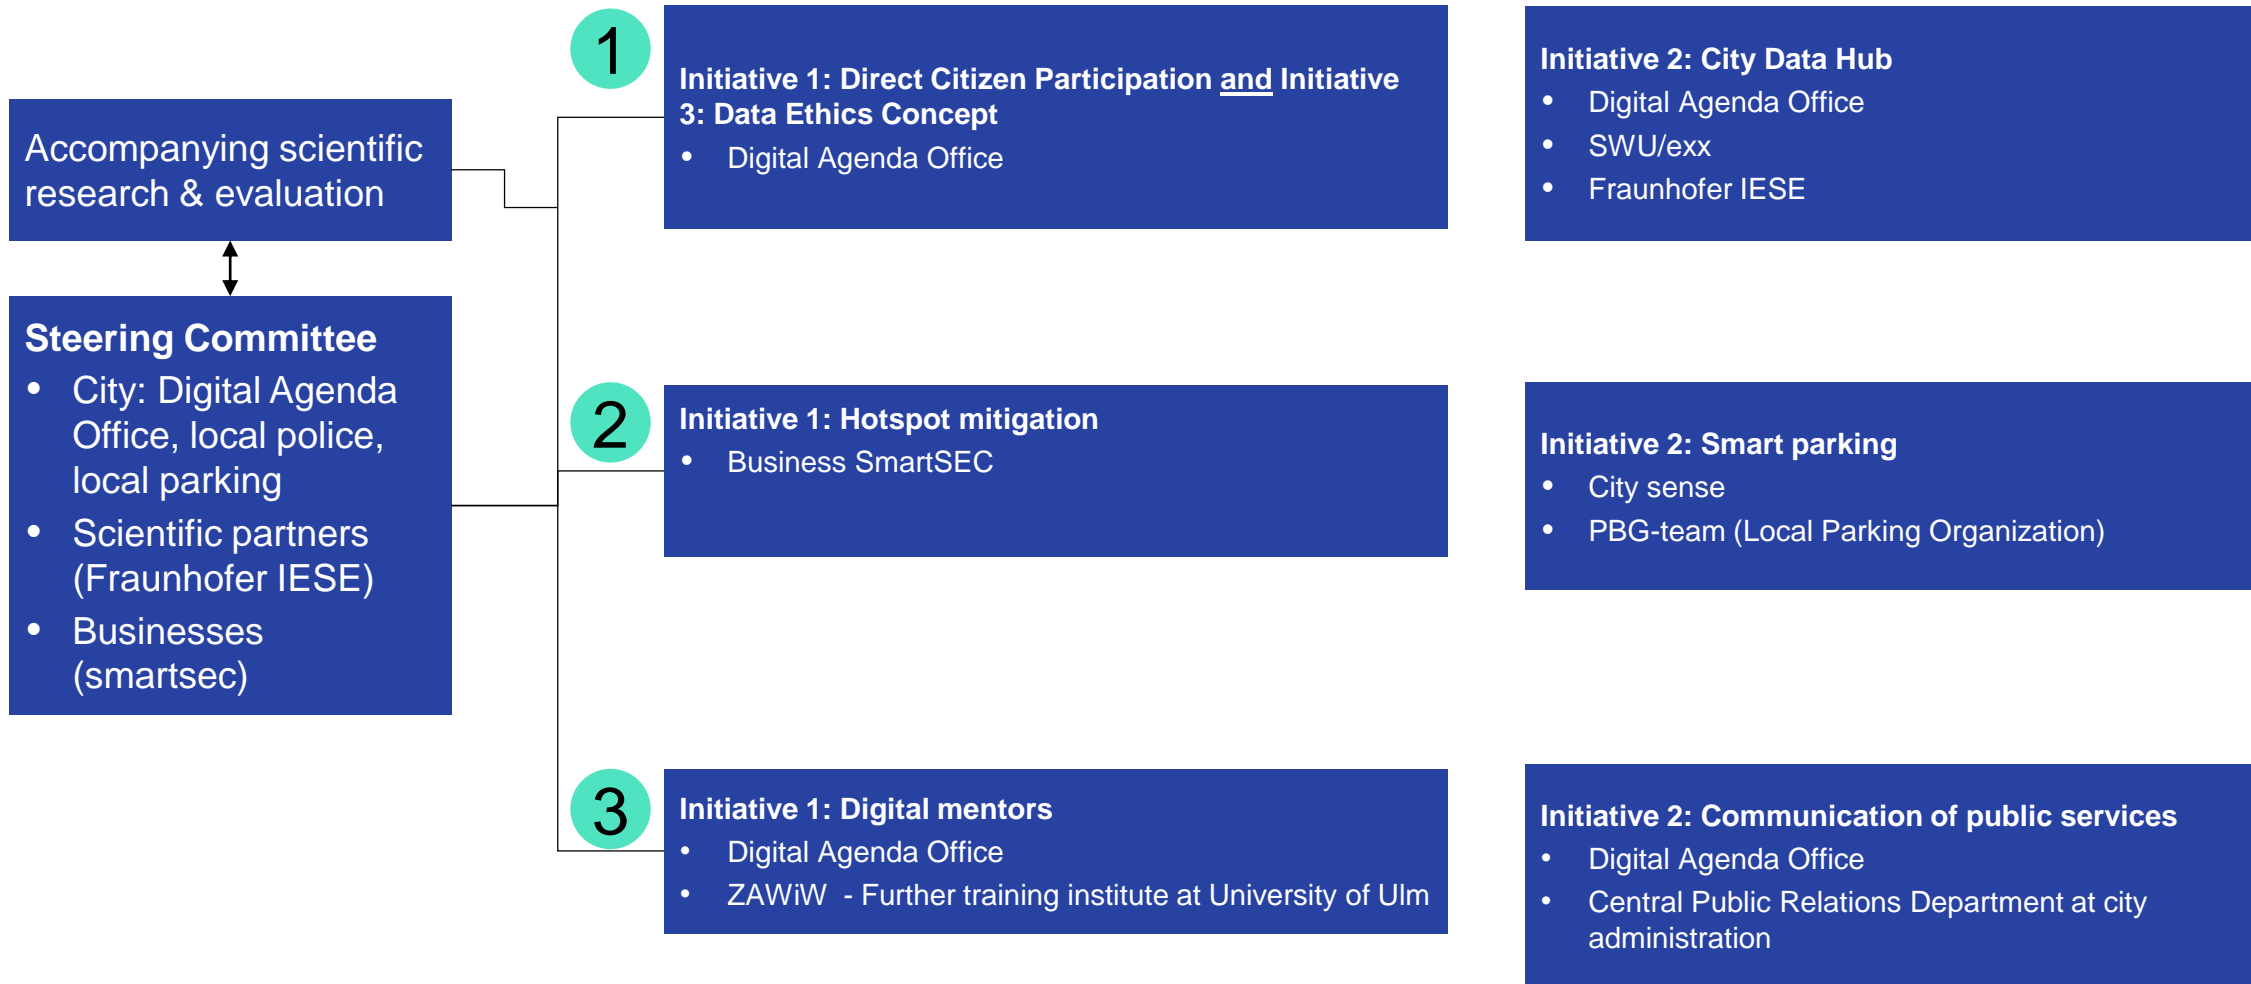 Accompanying scientific
research & evaluation
Steering Committee
• City: Digital Agenda
Office, local police,
local parking
• Scientific partners
(Fraunhofer IESE)
• Businesses
(smartsec)
1
Initiative 1: Direct Citizen Participation and Initiative
3: Data Ethics Concept
• Digital Agenda Office
Initiative 2: City Data Hub
• Digital Agenda Office
• SWU/exx
• Fraunhofer IESE
2
Initiative 1: Hotspot mitigation
• Business SmartSEC
Initiative 2: Smart parking
• City sense
• PBG-team (Local Parking Organization)
3
Initiative 1: Digital mentors
• Digital Agenda Office
• ZAWiW - Further training institute at University of Ulm
Initiative 2: Communication of public services
• Digital Agenda Office
• Central Public Relations Department at city
administration